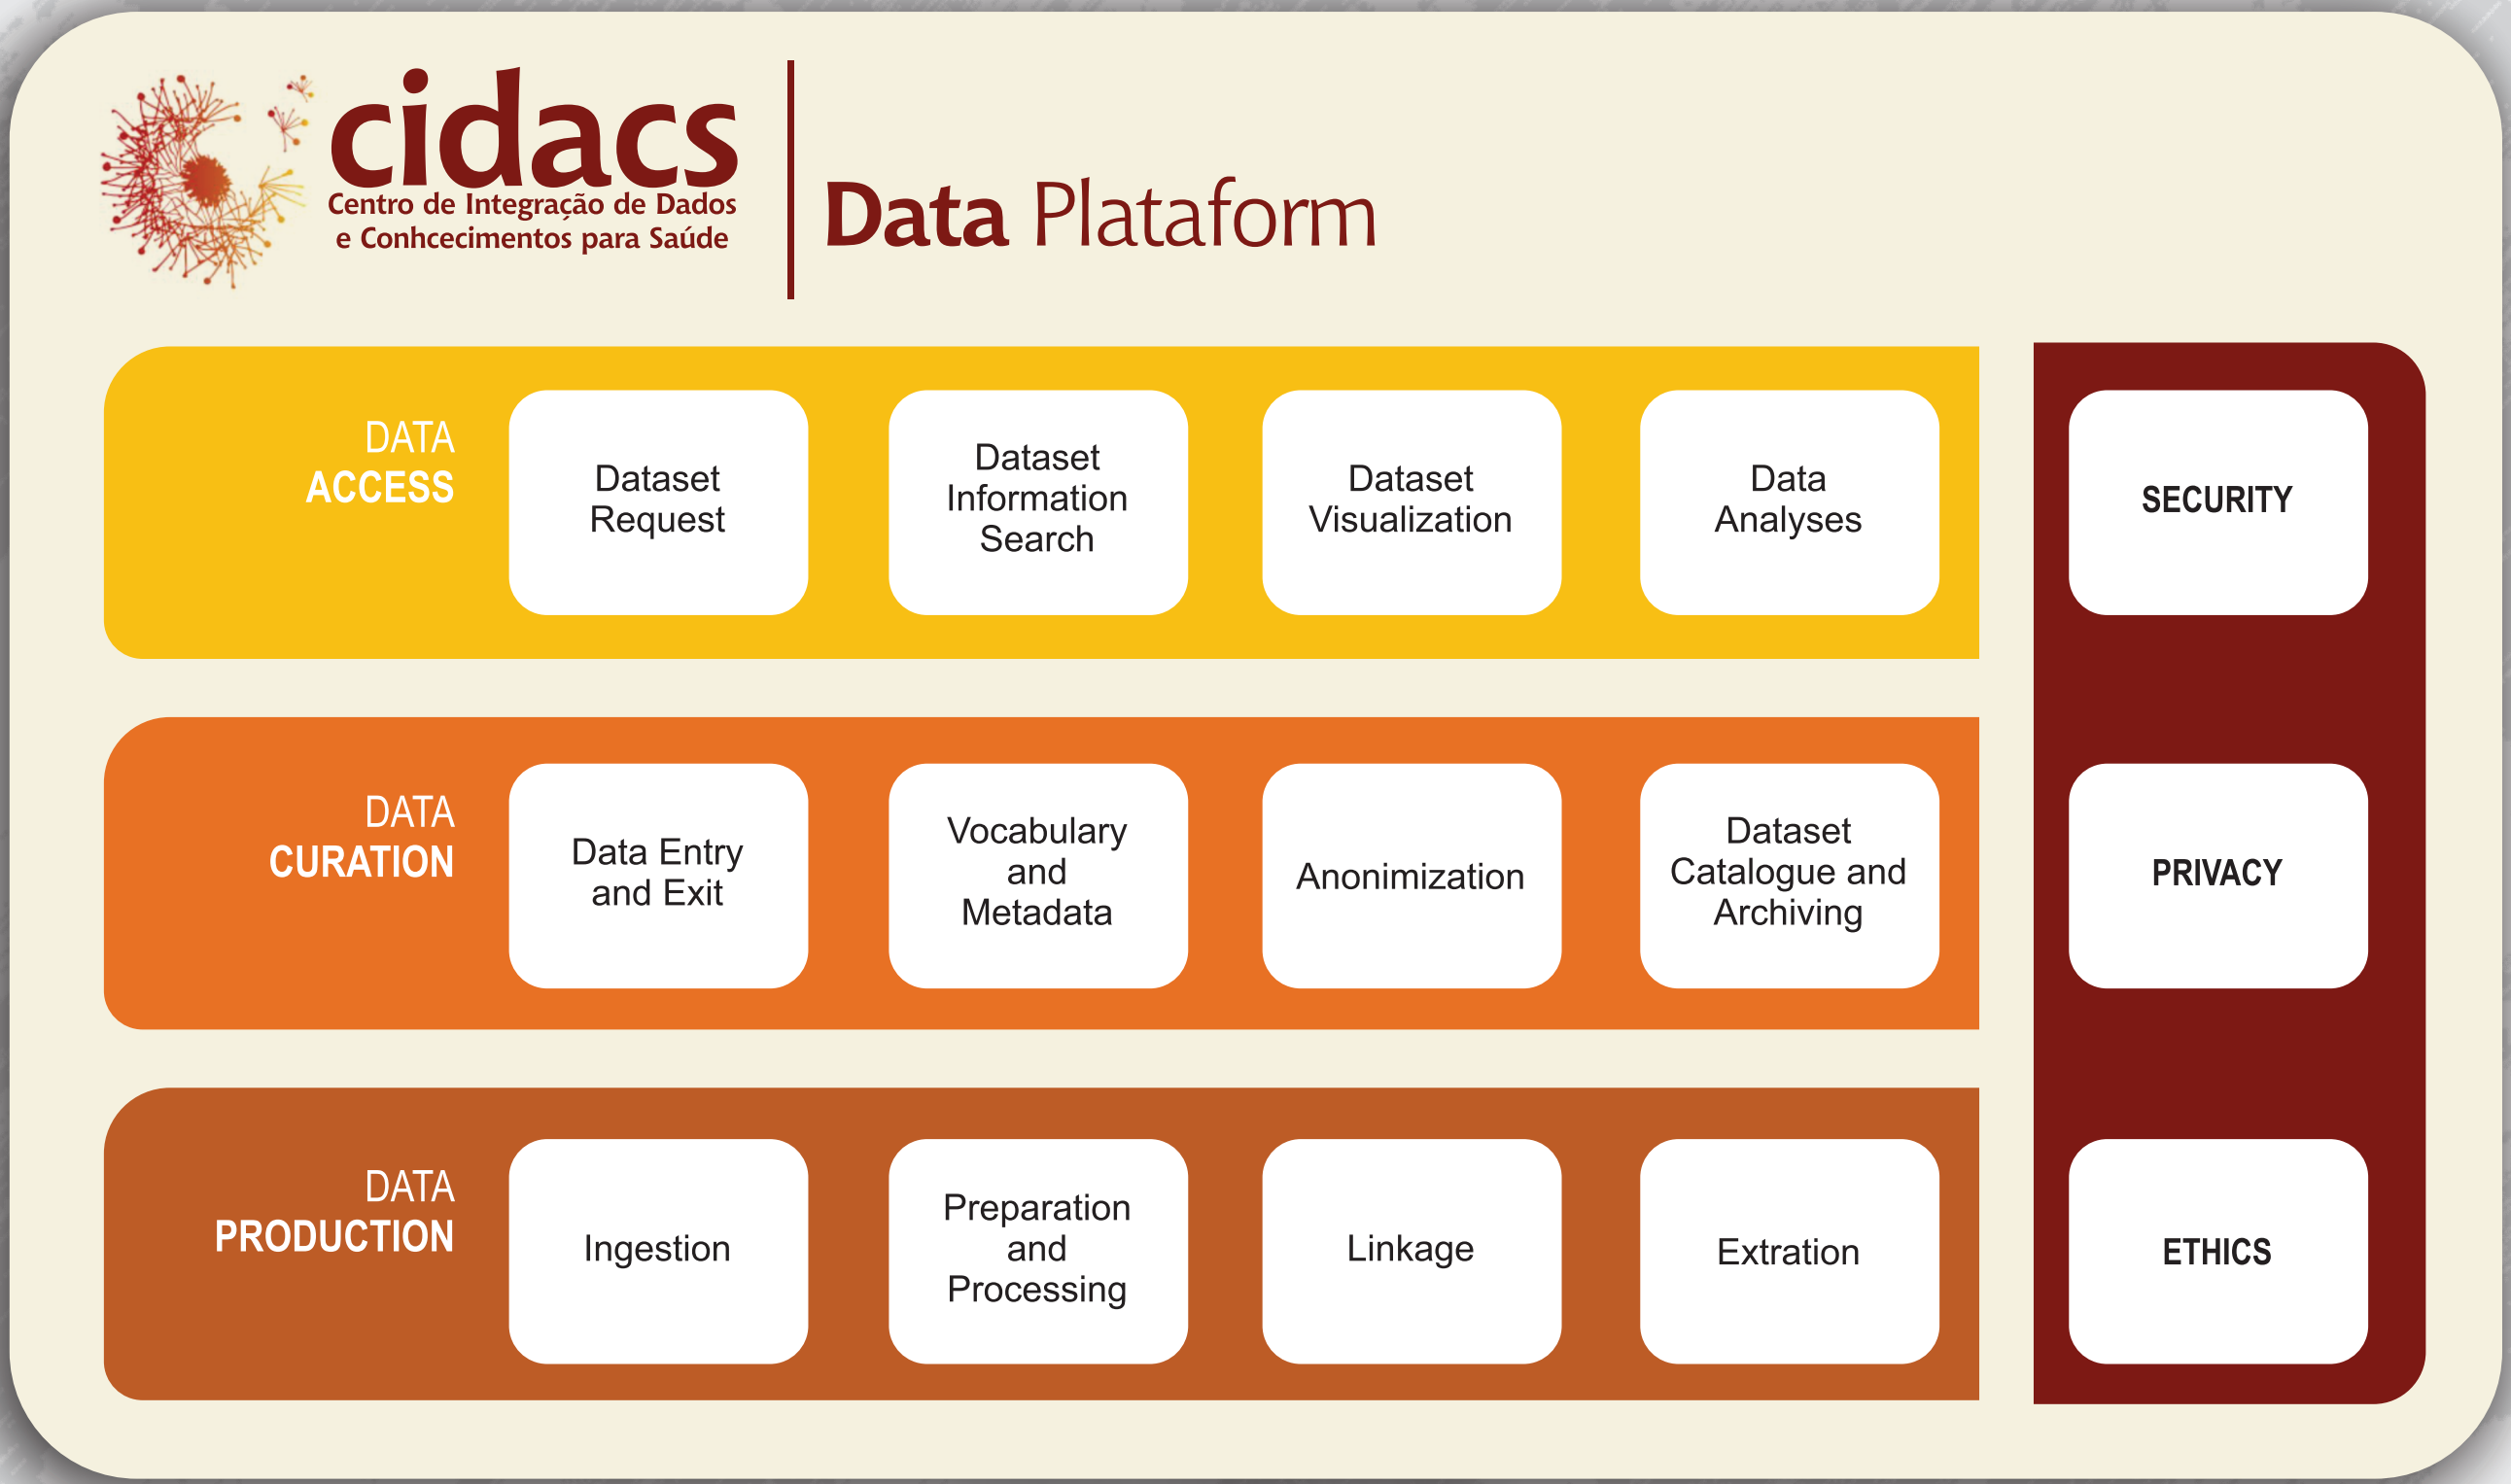 cidacs
Centro de Integração de Dados
e Conhcecimentos para Saúde
Data Plataform
DATA
ACCESS
Dataset
Request
Dataset
Information
Search
Dataset
Visualization
Data
Analyses
SECURITY
DATA
CURATION
Data Entry
and Exit
Vocabulary
and
Metadata
Anonimization
Dataset
Catalogue and
Archiving
PRIVACY
DATA
PRODUCTION
Ingestion
Preparation
and
Processing
Linkage
Extration
ETHICS